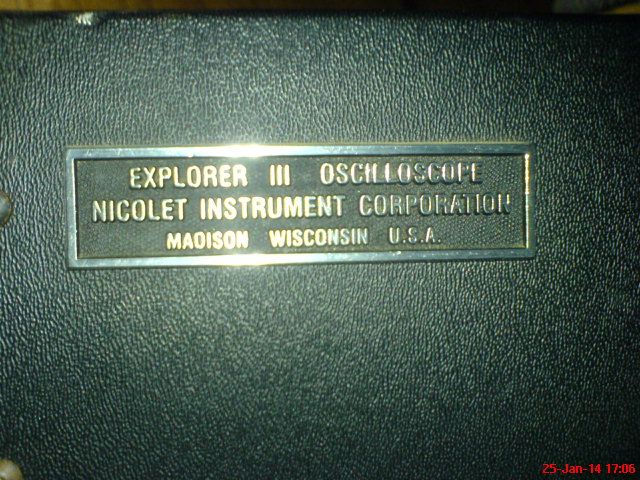 EXPLORER III OSCILLOSCOPE
NICOLET INSTRUMENT CORPORATION
MADISON WISCONSIN U.S.A.
25-Jan-14 17:06